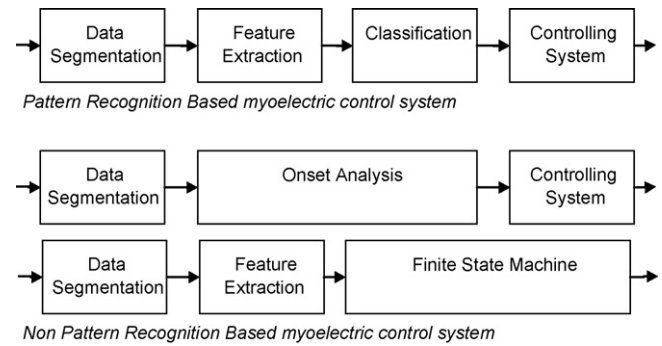 Data Segmentation
Feature Extraction
Classification
Controlling System
Pattern Recognition Based myoelectric control system
Data Segmentation
Onset Analysis
Controlling System
Data Segmentation
Feature Extraction
Finite State Machine
Non Pattern Recognition Based myoelectric control system